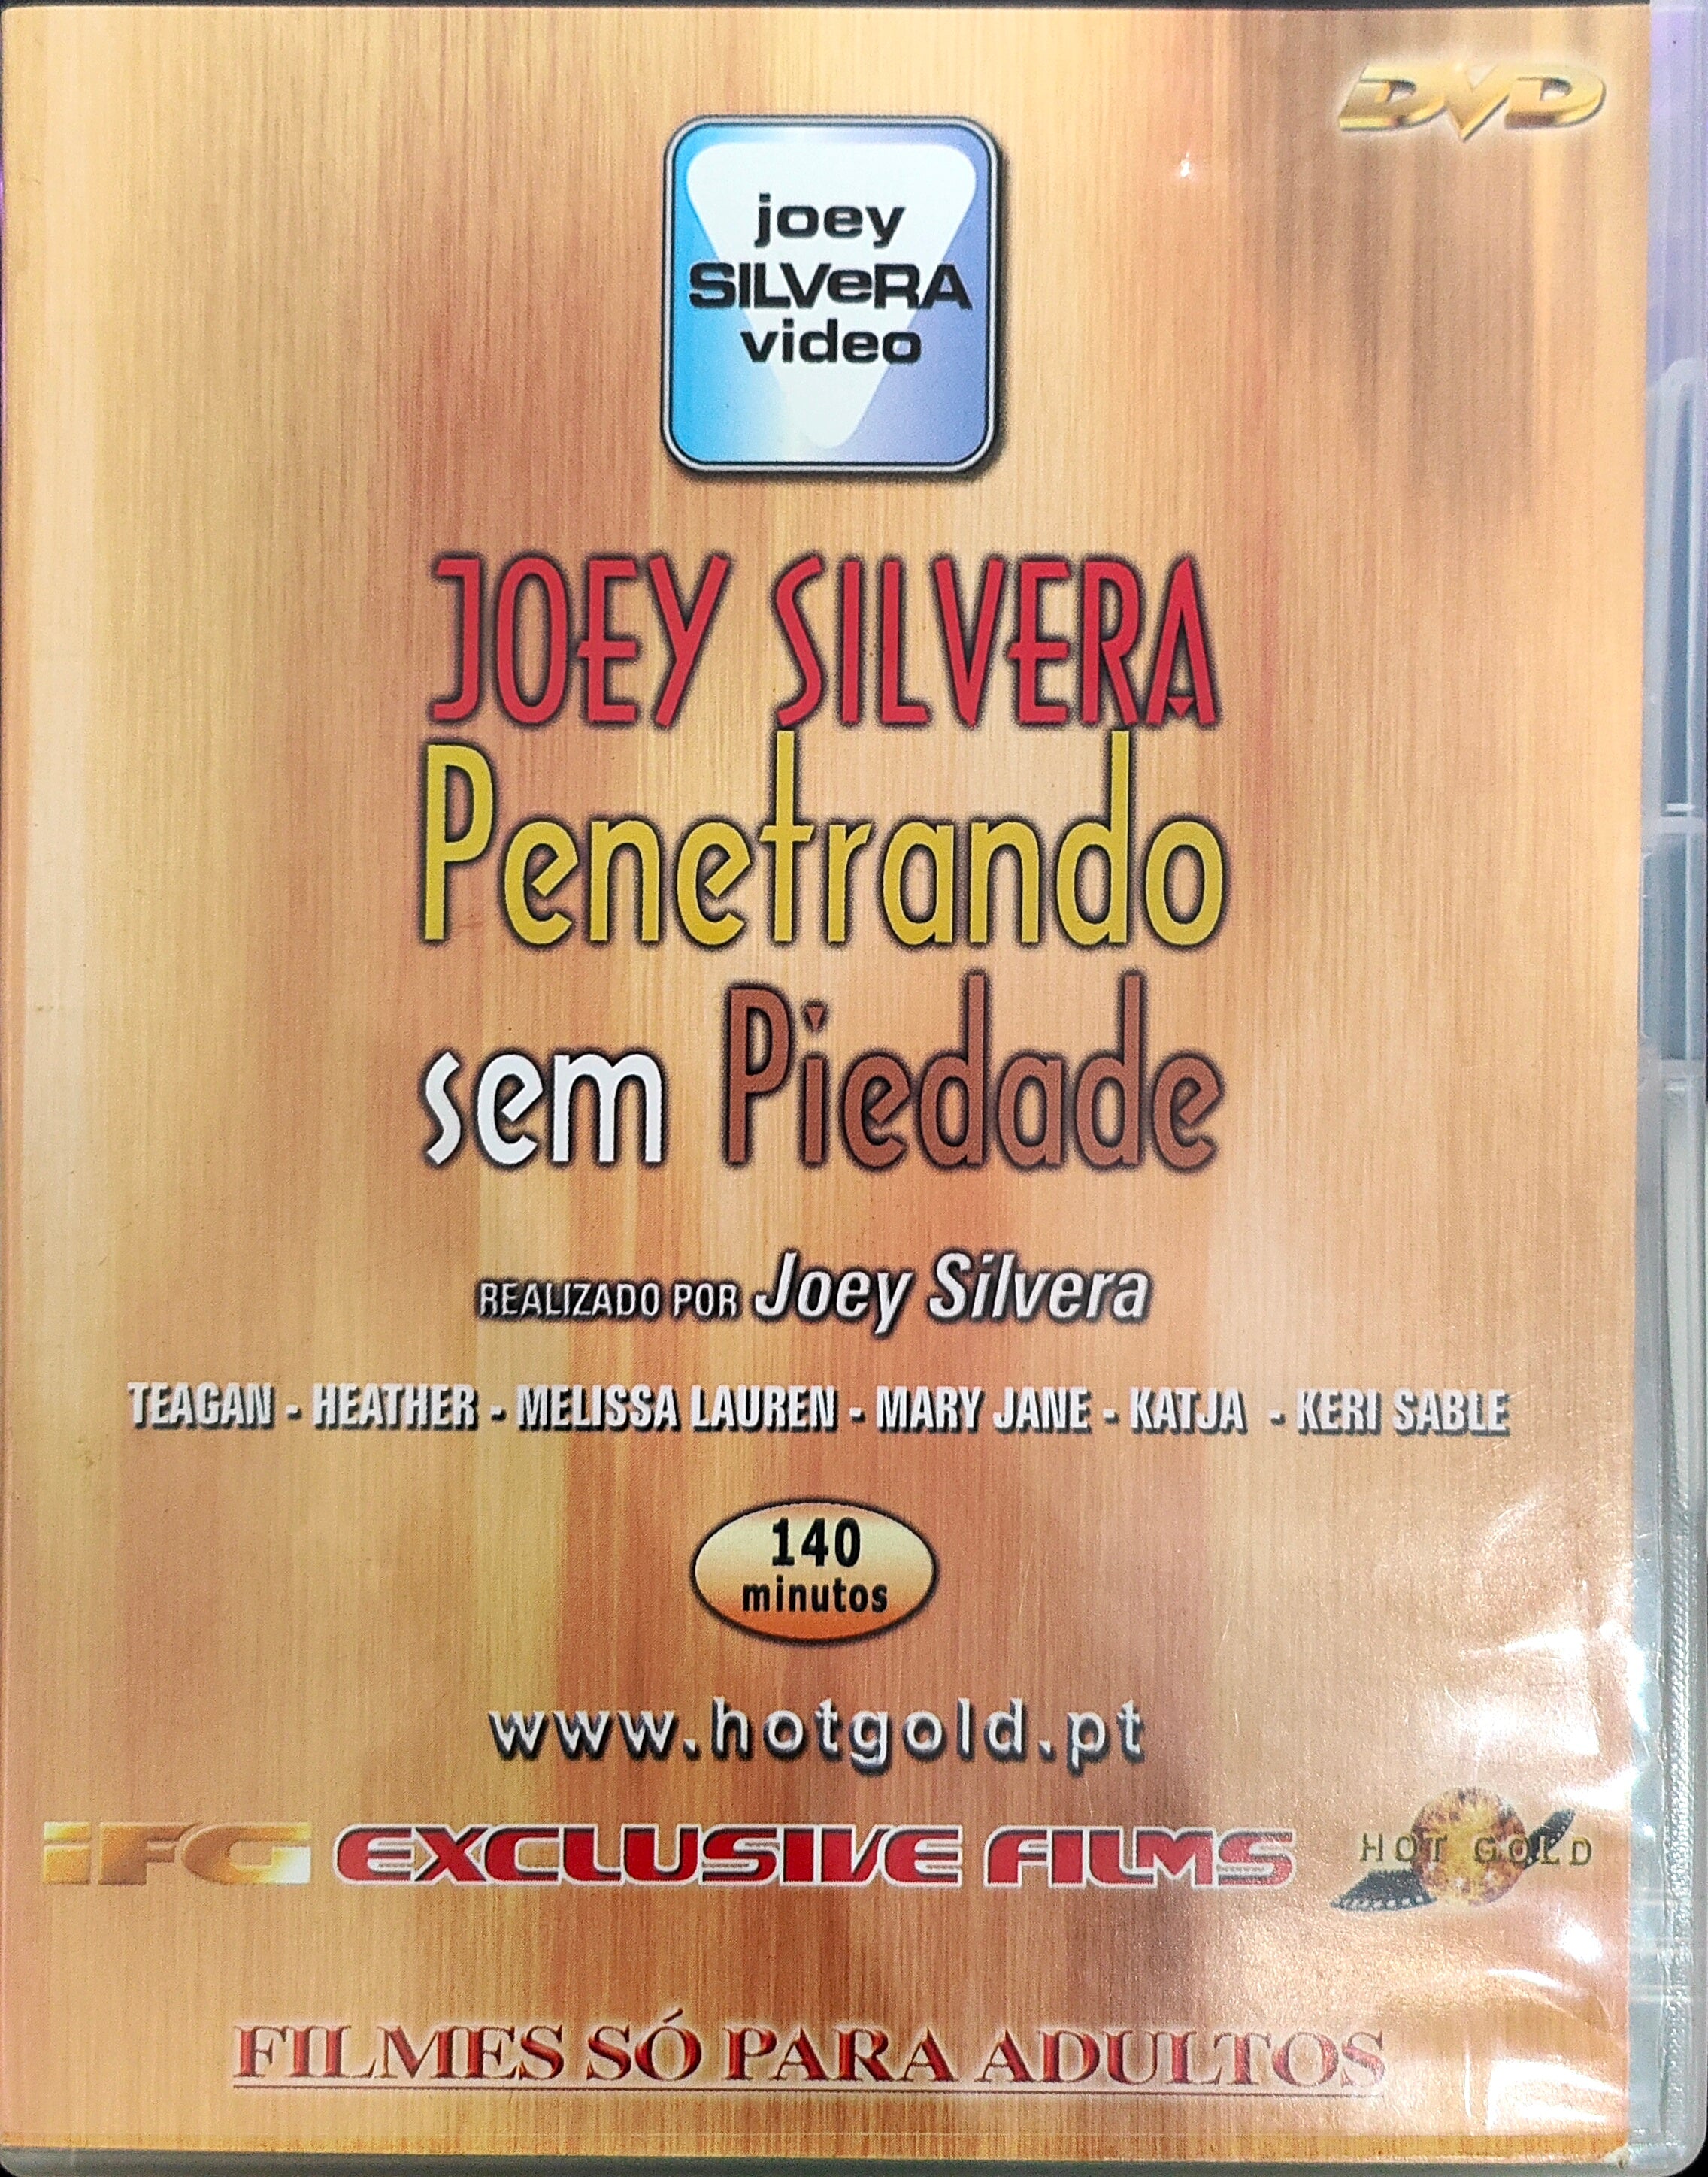 DVD
joey
SILVeRA
video
JOEY SILVERA
Penetrando
sem Piedade
REALIZADO POR Joey Silvera
TEAGAN - HEATHER - MELISSA LAUREN - MARY JANE - KATJA - KERI SABLE
140
minutos
www.hotgold.pt
iFG EXCLUSIVE FILMS HOT GOLD
FILMES SÓ PARA ADULTOS